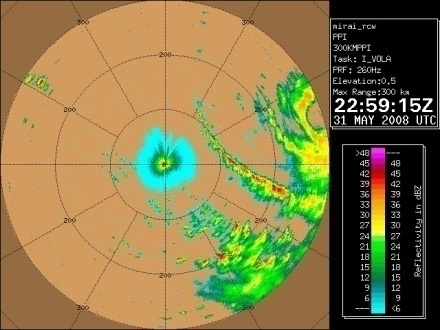 mirai_rcw
PPI
300KMPPI
Task: I_VOLA
PRF: 260Hz
Elevation:0.5
Max Range:300 km
22:59:15Z
31 MAY 2008 UTC
300 300
200 200
200 200
200 200
300 300
>48 ---
45 48
42 45
39 42
36 39
33 36
30 33
27 30
24 27
21 24
18 21
15 18
12 15
9 12
6 9
--- <6
Reflectivity in dBZ